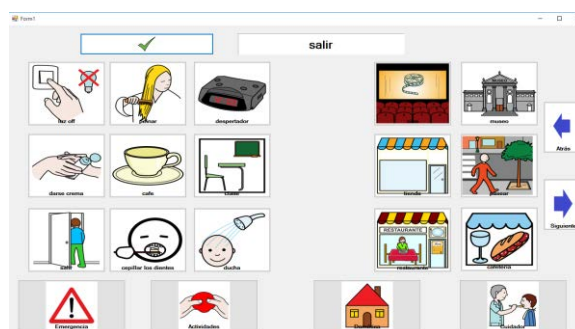 Form1
salir
luz off
peinar
despertador
museo
Atrás
darse crema
cafe
clase
tienda
pasear
Siguiente
RESTAURANTE
salir
cepillar los dientes
ducha
restaurante
cafeteria
Emergencia
Actividades
Domicilio
Cuidador